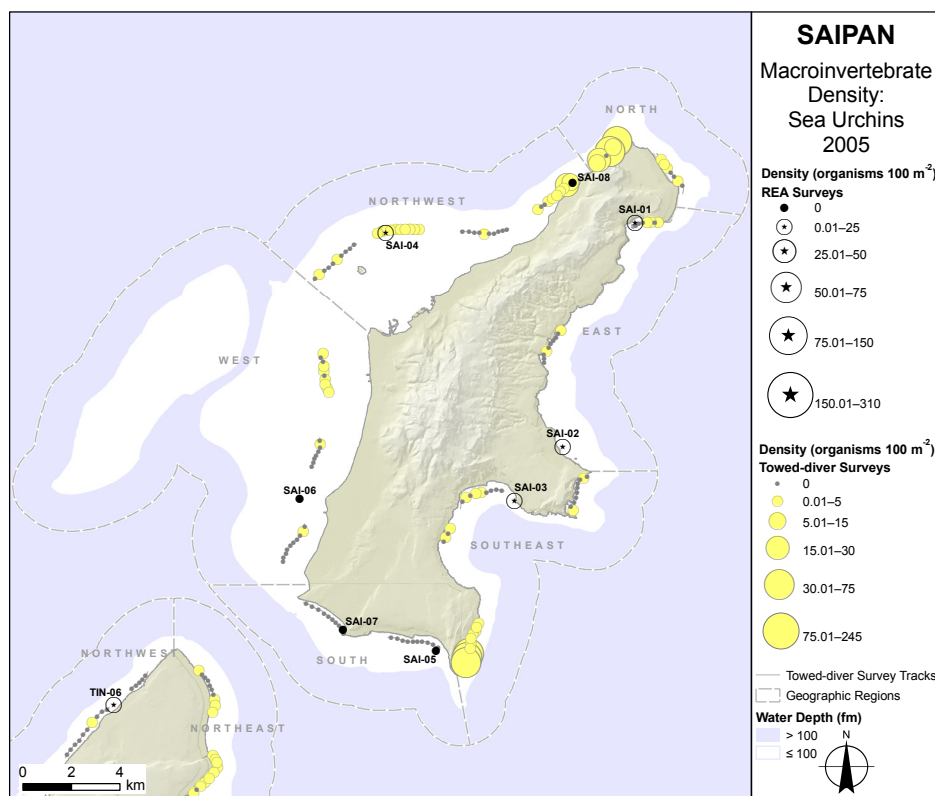 SAIPAN
Macroinvertebrate
Density:
Sea Urchins
2005
Density (organisms 100 m⁻²)
REA Surveys
0
0.01–25
25.01–50
50.01–75
75.01–150
150.01–310
Density (organisms 100 m⁻²)
Towed-diver Surveys
0
0.01–5
5.01–15
15.01–30
30.01–75
75.01–245
Towed-diver Survey Tracks
Geographic Regions
Water Depth (fm)
> 100
≤ 100
N
NORTH
SAI-08
NORTHWEST
SAI-01
SAI-04
EAST
WEST
SAI-02
SAI-03
SAI-06
SOUTHEAST
SAI-07
SAI-05
SOUTH
NORTHWEST
TIN-06
NORTHEAST
0 2 4
km